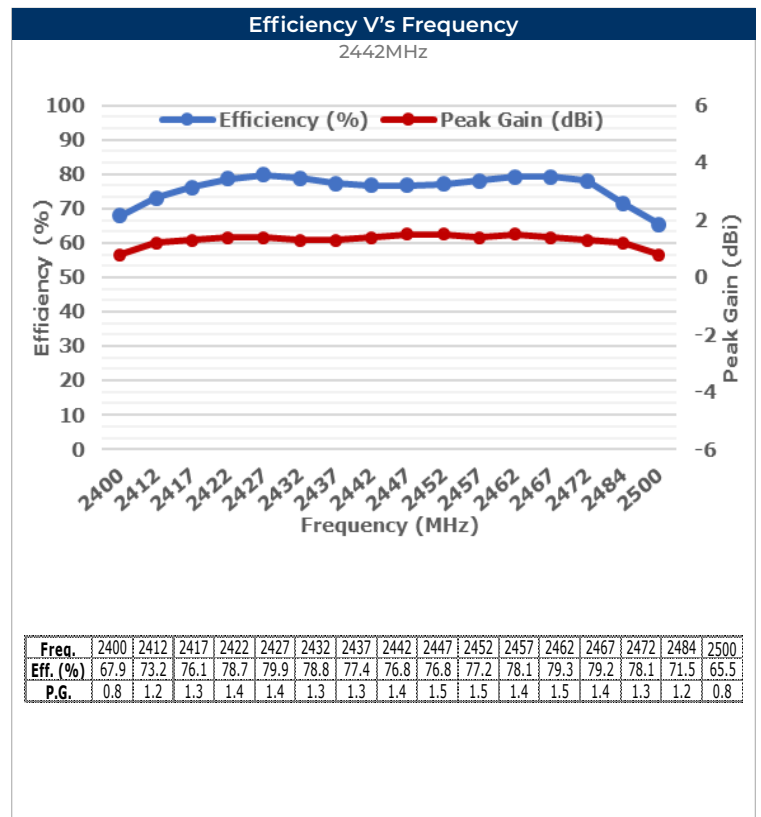 Efficiency V's Frequency
2442MHz
Efficiency (%) Peak Gain (dBi)
100 6
90
80 4
70
60 2
50 0
40
30 -2
20 -4
10
0 -6
Efficiency (%)
Peak Gain (dBi)
2400 2412 2417 2422 2427 2432 2437 2442 2447 2452 2457 2462 2467 2472 2484 2500
Frequency (MHz)
Freq. 2400 2412 2417 2422 2427 2432 2437 2442 2447 2452 2457 2462 2467 2472 2484 2500
Eff. (%) 67.9 73.2 76.1 78.7 79.9 78.8 77.4 76.8 76.8 77.2 78.1 79.3 79.2 78.1 71.5 65.5
P.G. 0.8 1.2 1.3 1.4 1.4 1.3 1.3 1.4 1.5 1.5 1.4 1.5 1.4 1.3 1.2 0.8